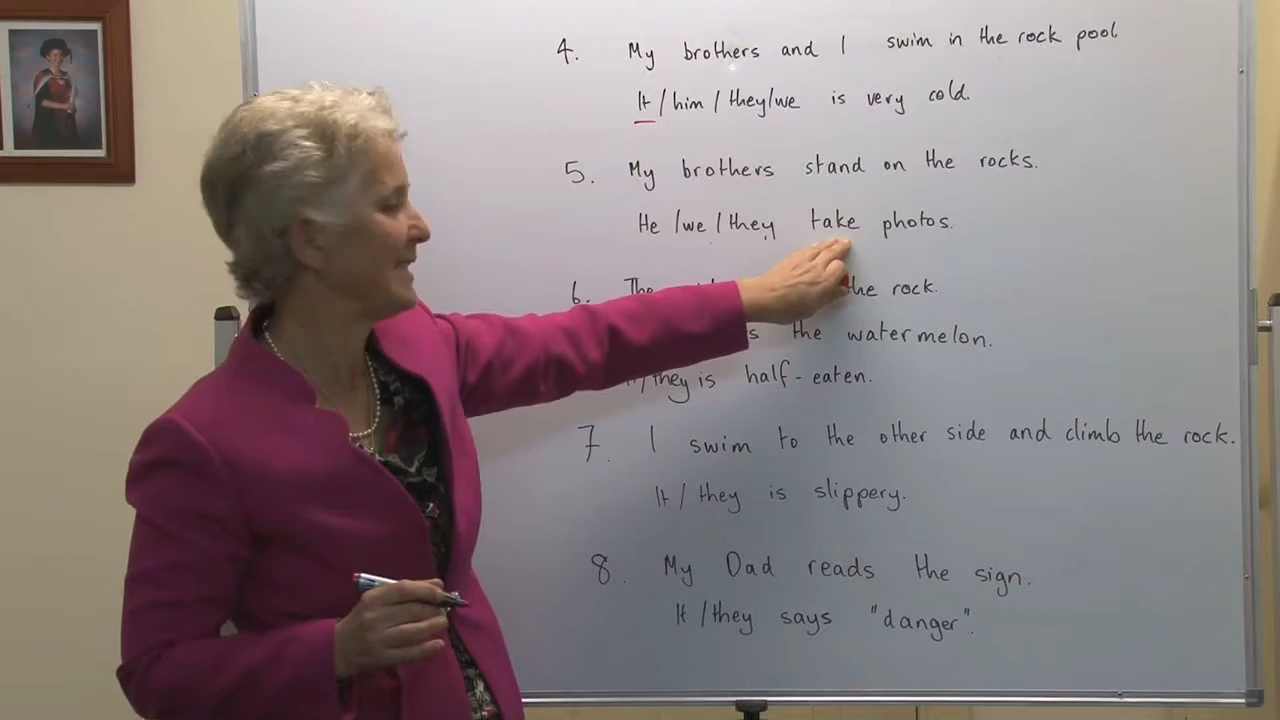 4. My brothers and I swim in the rock pool.
It / him / they/we is very cold.
5. My brothers stand on the rocks.
He /we / they take photos.
6. The the rock.
the watermelon.
/they is half-eaten.
7. I swim to the other side and climb the rock.
It / they is slippery.
8. My Dad reads the sign.
It /they says "danger".